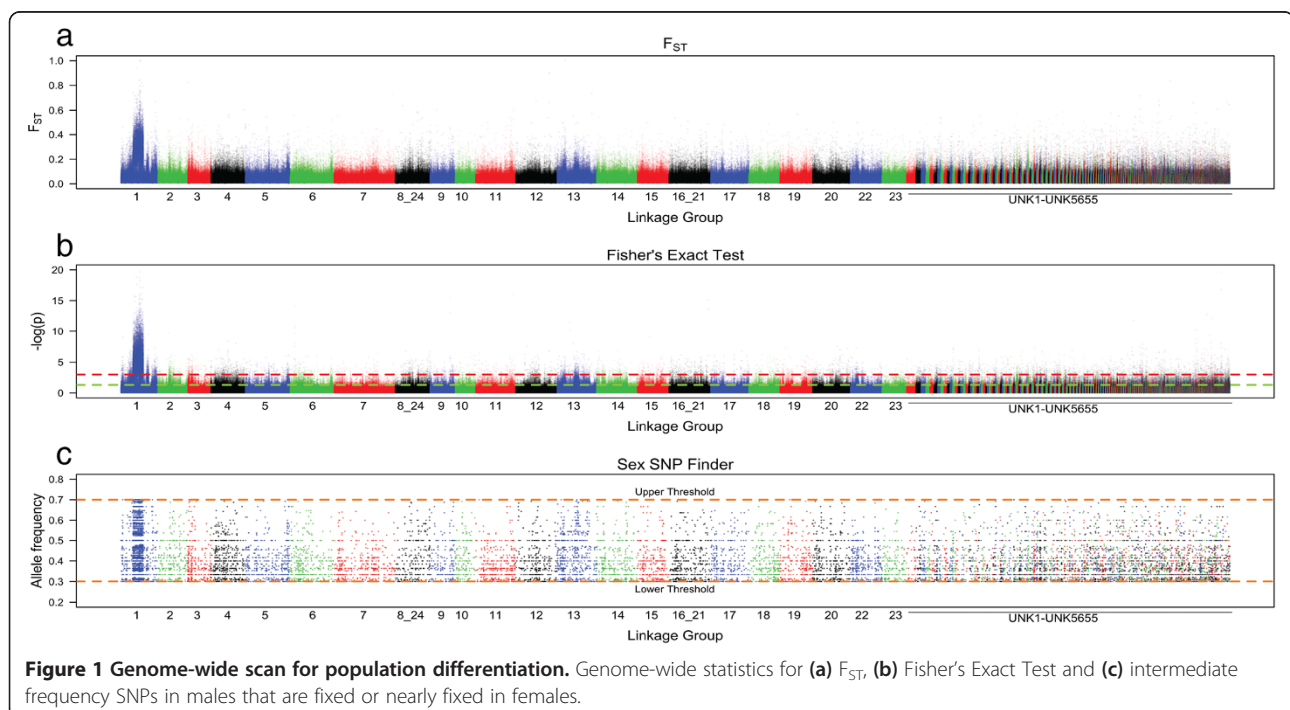 a
F_ST
1.0
0.8
0.6
0.4
0.2
0.0
F_ST
1 2 3 4 5 6 7 8_24 9 10 11 12 13 14 15 16_21 17 18 19 20 22 23 UNK1-UNK5655
Linkage Group
b
Fisher's Exact Test
20
15
10
5
0
-log(p)
1 2 3 4 5 6 7 8_24 9 10 11 12 13 14 15 16_21 17 18 19 20 22 23 UNK1-UNK5655
Linkage Group
c
Sex SNP Finder
0.8
0.7
0.6
0.5
0.4
0.3
0.2
Allele frequency
Upper Threshold
Lower Threshold
1 2 3 4 5 6 7 8_24 9 10 11 12 13 14 15 16_21 17 18 19 20 22 23 UNK1-UNK5655
Linkage Group
Figure 1 Genome-wide scan for population differentiation. Genome-wide statistics for (a) F_ST, (b) Fisher's Exact Test and (c) intermediate
frequency SNPs in males that are fixed or nearly fixed in females.